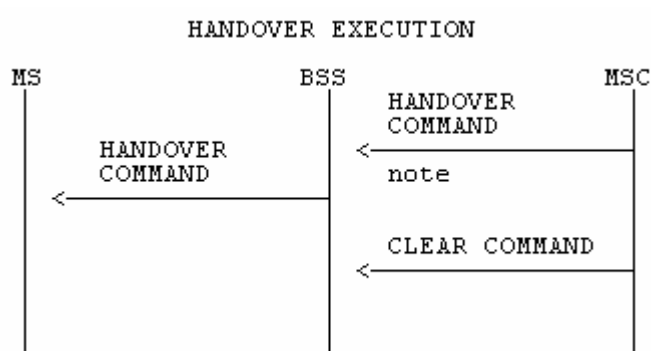 HANDOVER EXECUTION
MS BSS MSC
HANDOVER
COMMAND
HANDOVER
COMMAND
note
CLEAR COMMAND